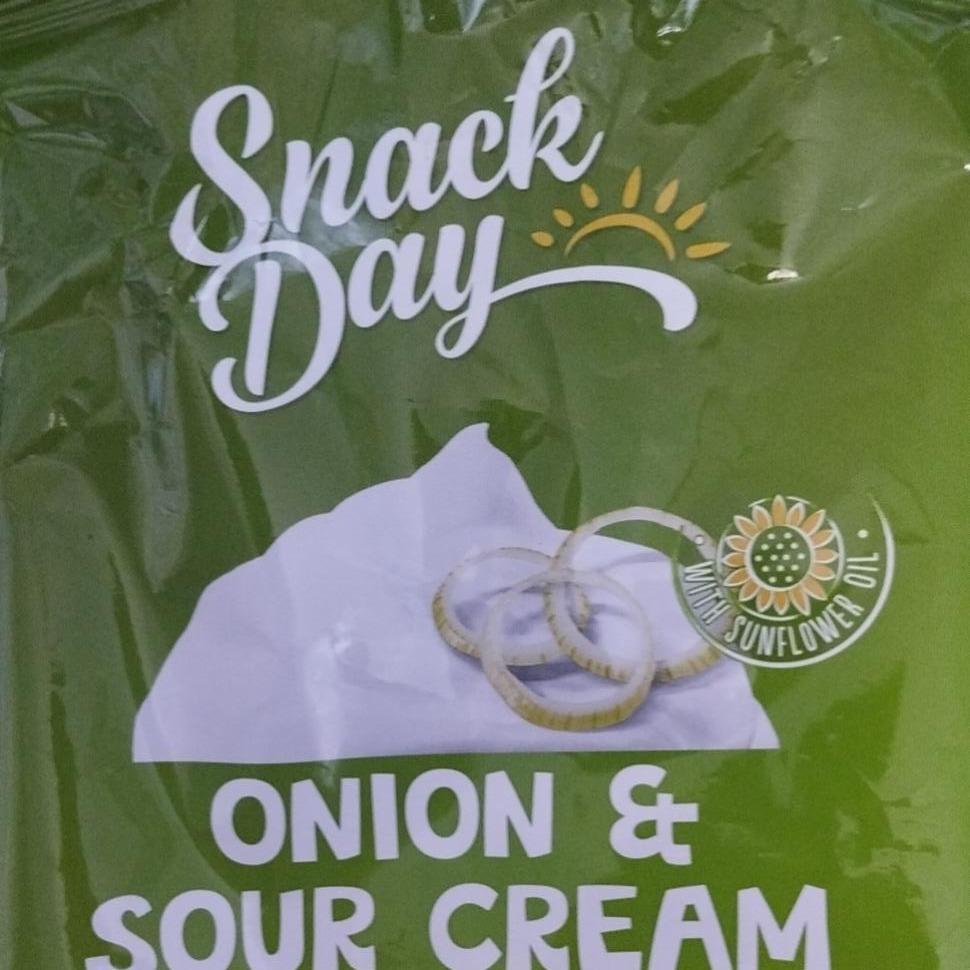 Snack
Day
WITH SUNFLOWER OIL
ONION &
SOUR CREAM